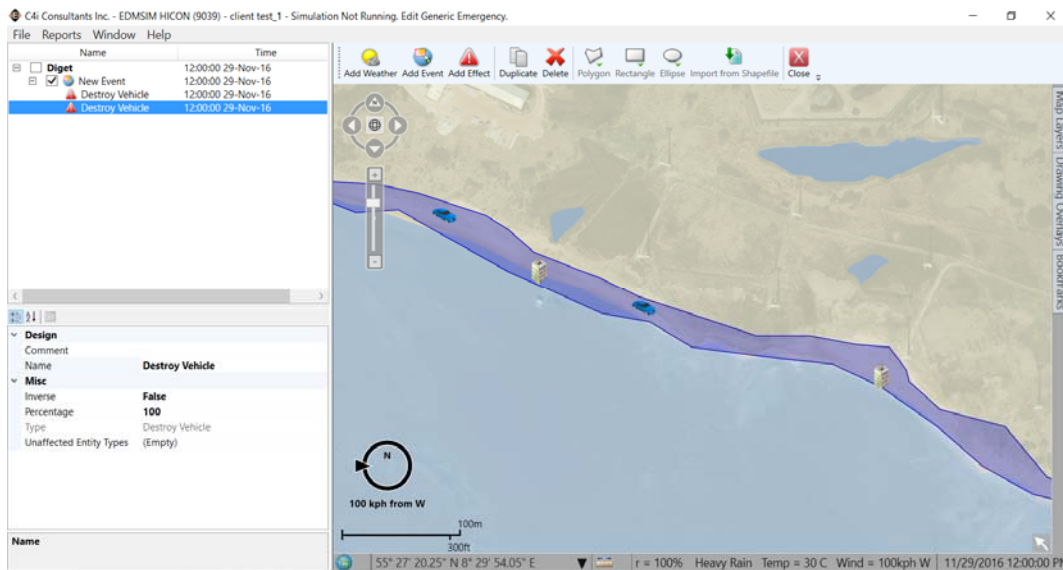 C4i Consultants Inc. - EDMSIM HICON (9039) - client test_1 - Simulation Not Running. Edit Generic Emergency.
File Reports Window Help
Name Time
Diget 12:00:00 29-Nov-16
New Event 12:00:00 29-Nov-16
Destroy Vehicle 12:00:00 29-Nov-16
Destroy Vehicle 12:00:00 29-Nov-16
Design
Comment
Name Destroy Vehicle
Misc
Inverse False
Percentage 100
Type Destroy Vehicle
Unaffected Entity Types (Empty)
Name
Add Weather Add Event Add Effect Duplicate Delete Polygon Rectangle Ellipse Import from Shapefile Close
Map Layers
Drawing Overlays
Bookmarks
N
100 kph from W
100m
300ft
55° 27' 20.25" N 8° 29' 54.05" E r = 100% Heavy Rain Temp = 30 C Wind = 100kph W 11/29/2016 12:00:00